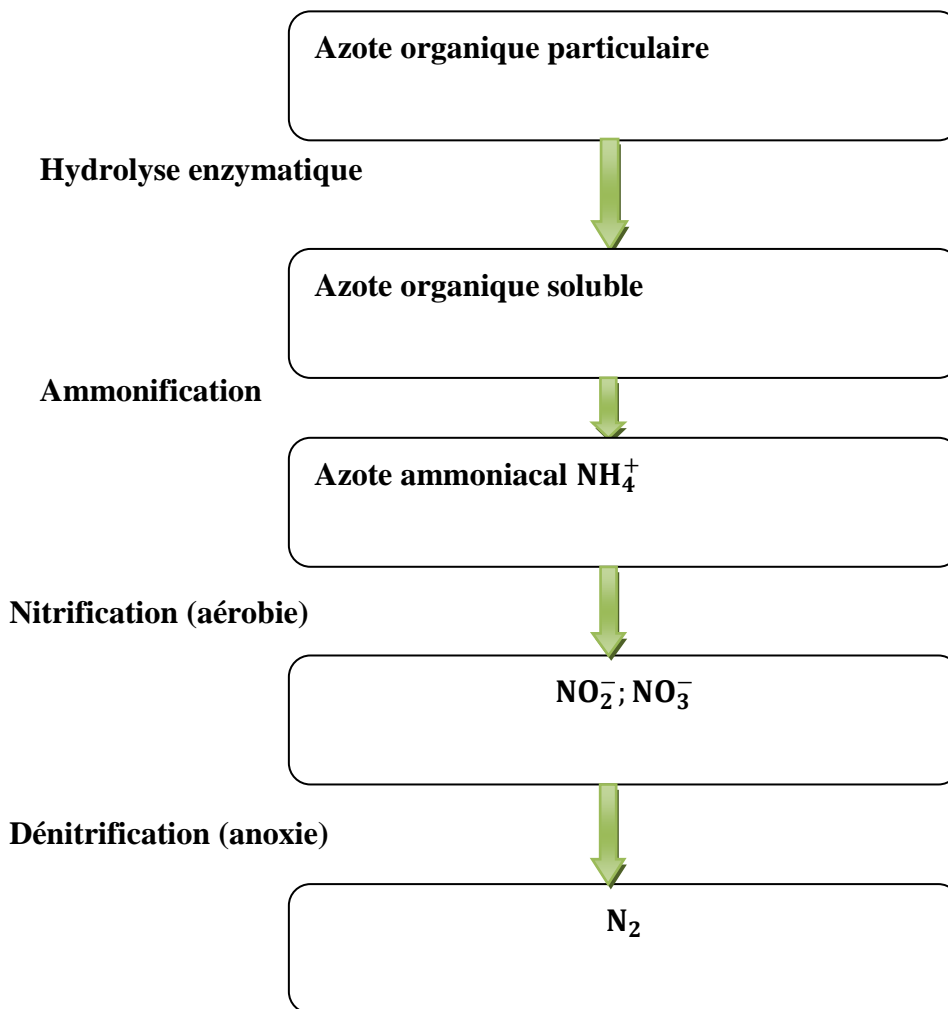 Azote organique particulaire
Hydrolyse enzymatique
Azote organique soluble
Ammonification
Azote ammoniacal NH₄⁺
Nitrification (aérobie)
NO₂⁻; NO₃⁻
Dénitrification (anoxie)
N₂